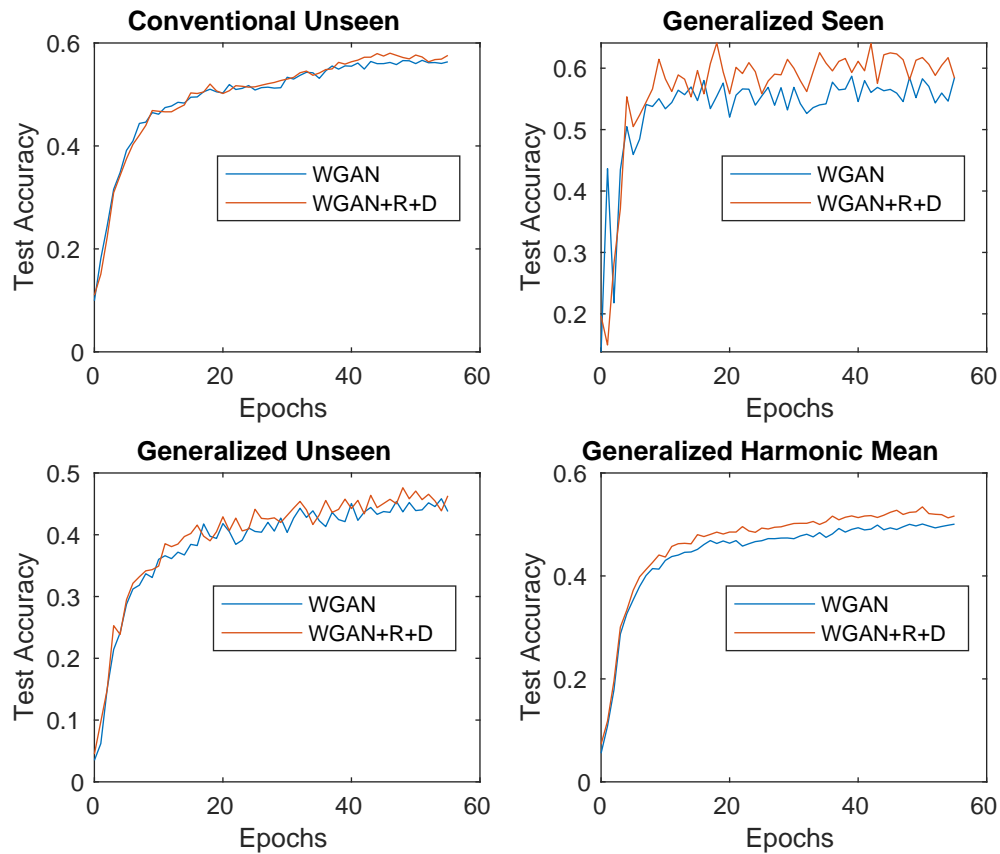 Conventional Unseen
Test Accuracy
0.6
0.4
0.2
0
0 20 40 60
Epochs
WGAN
WGAN+R+D
Generalized Seen
Test Accuracy
0.6
0.5
0.4
0.3
0.2
0 20 40 60
Epochs
WGAN
WGAN+R+D
Generalized Unseen
Test Accuracy
0.5
0.4
0.3
0.2
0.1
0
0 20 40 60
Epochs
WGAN
WGAN+R+D
Generalized Harmonic Mean
Test Accuracy
0.6
0.4
0.2
0
0 20 40 60
Epochs
WGAN
WGAN+R+D